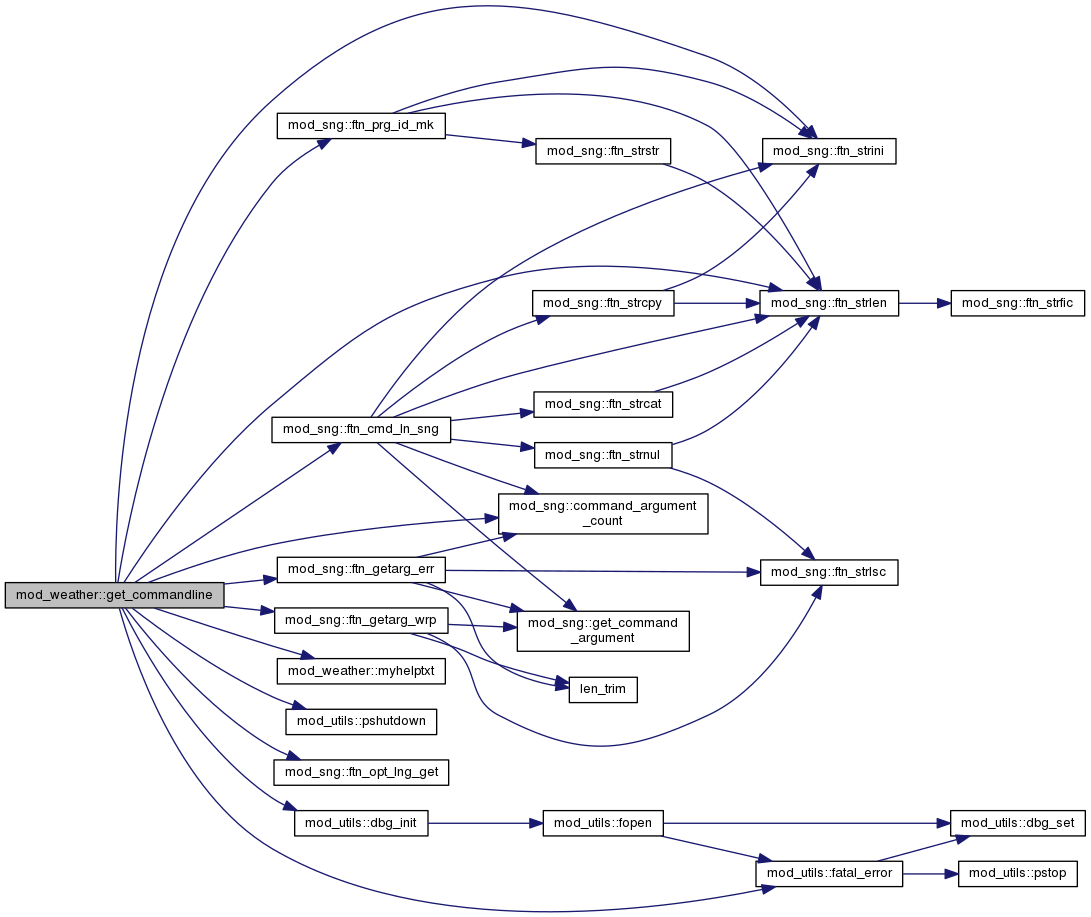 mod_sng::ftn_prg_id_mk
mod_sng::ftn_strstr
mod_sng::ftn_strini
mod_sng::ftn_strcpy
mod_sng::ftn_strlen
mod_sng::ftn_strfic
mod_sng::ftn_strcat
mod_sng::ftn_cmd_ln_sng
mod_sng::ftn_strnul
mod_sng::command_argument
_count
mod_sng::ftn_getarg_err
mod_sng::ftn_strlsc
mod_weather::get_commandline
mod_sng::ftn_getarg_wrp
mod_sng::get_command
_argument
mod_weather::myhelptxt
len_trim
mod_utils::pshutdown
mod_sng::ftn_opt_lng_get
mod_utils::dbg_init
mod_utils::fopen
mod_utils::dbg_set
mod_utils::fatal_error
mod_utils::pstop